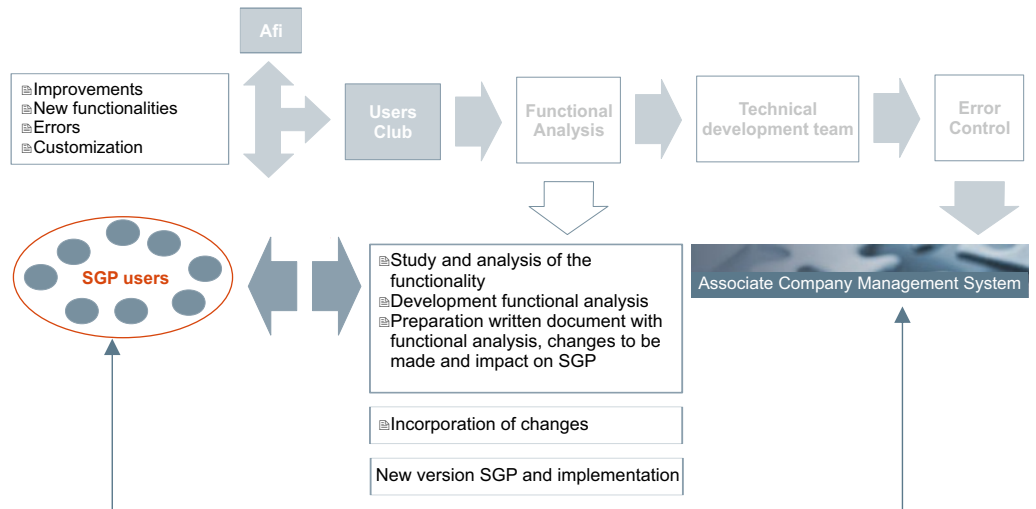 Afi
Improvements
New functionalities
Errors
Customization
Users
Club
Functional
Analysis
Technical
development team
Error
Control
SGP users
Study and analysis of the
functionality
Development functional analysis
Preparation written document with
functional analysis, changes to be
made and impact on SGP
Associate Company Management System
Incorporation of changes
New version SGP and implementation